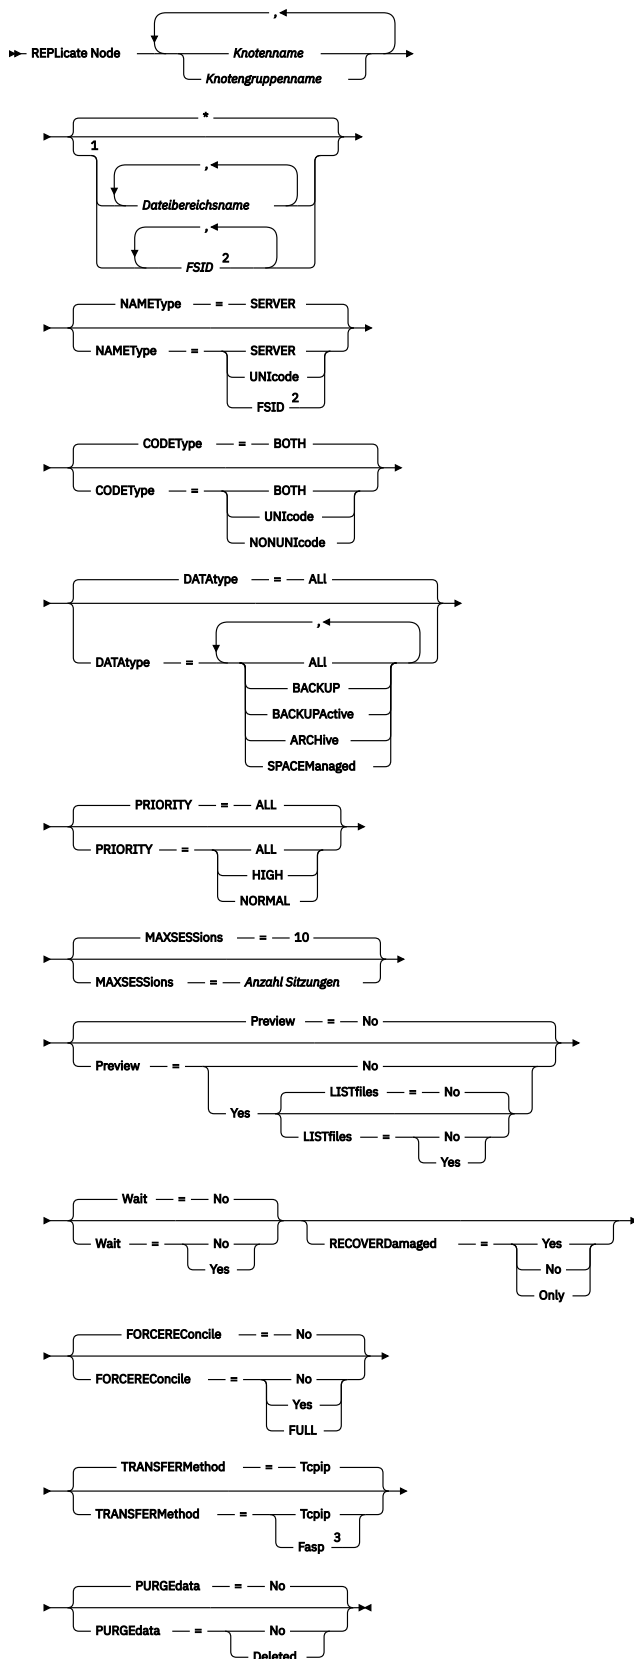 ,
REPLicate Node Knotenname
Knotengruppenname
*
1
,
Dateibereichsname
,
FSID 2
NAMEType = SERVER
NAMEType = SERVER
UNIcode
FSID 2
CODEType = BOTH
CODEType = BOTH
UNIcode
NONUNIcode
DATAtype = ALl
,
DATAtype = ALl
BACKUP
BACKUPActive
ARCHive
SPACEManaged
PRIORITY = ALL
PRIORITY = ALL
HIGH
NORMAL
MAXSESSions = 10
MAXSESSions = Anzahl Sitzungen
Preview = No
Preview = No
LISTfiles = No
Yes
LISTfiles = No
Yes
Wait = No
Wait = No RECOVERDamaged = Yes
Yes No
Only
FORCEREConcile = No
FORCEREConcile = No
Yes
FULL
TRANSFERMethod = Tcpip
TRANSFERMethod = Tcpip
Fasp 3
PURGEdata = No
PURGEdata = No
Deleted